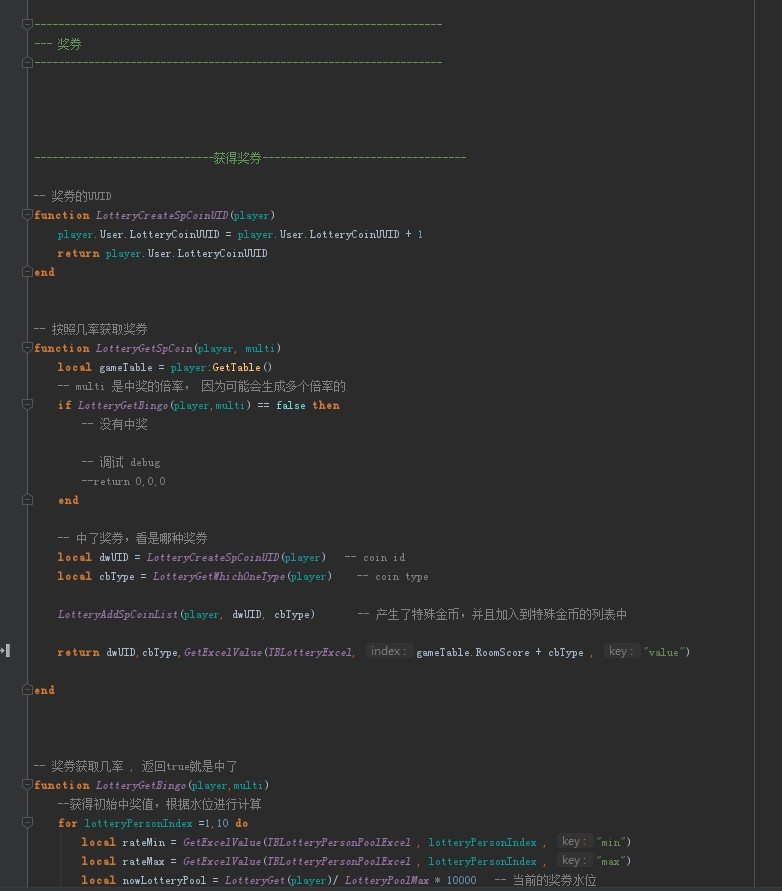 --------------------------------------------------------------------
--- 奖券
--------------------------------------------------------------------
------------------------------获得奖券----------------------------------
-- 奖券的UUID
function LotteryCreateSpCoinUID(player)
player.User.LotteryCoinUUID = player.User.LotteryCoinUUID + 1
return player.User.LotteryCoinUUID
end
-- 按照几率获取奖券
function LotteryGetSpCoin(player, multi)
local gameTable = player:GetTable()
-- multi 是中奖的倍率， 因为可能会生成多个倍率的
if LotteryGetBingo(player,multi) == false then
-- 没有中奖
-- 调试 debug
--return 0,0,0
end
-- 中了奖券，看是哪种奖券
local dwUID = LotteryCreateSpCoinUID(player) -- coin id
local cbType = LotteryGetWhichOneType(player) -- coin type
LotteryAddSpCoinList(player, dwUID, cbType) -- 产生了特殊金币，并且加入到特殊金币的列表中
return dwUID,cbType,GetExcelValue(TBLotteryExcel, index: gameTable.RoomScore + cbType , key: "value")
end
-- 奖券获取几率 ，返回true就是中了
function LotteryGetBingo(player,multi)
--获得初始中奖值，根据水位进行计算
for lotteryPersonIndex =1,10 do
local rateMin = GetExcelValue(TBLotteryPersonPoolExcel , lotteryPersonIndex , key: "min")
local rateMax = GetExcelValue(TBLotteryPersonPoolExcel , lotteryPersonIndex , key: "max")
local nowLotteryPool = LotteryGet(player)/ LotteryPoolMax * 10000 -- 当前的奖券水位